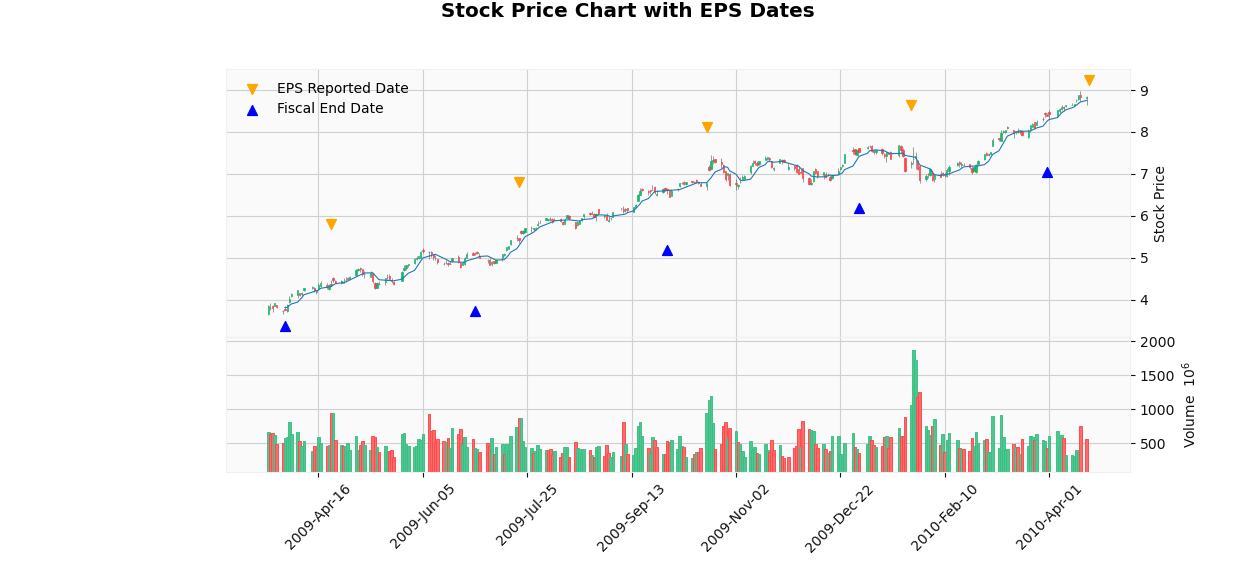 Stock Price Chart with EPS Dates
EPS Reported Date
Fiscal End Date
9
8
7
6
5
4
Stock Price
2000
1500
1000
500
Volume 10^6
2009-Apr-16
2009-Jun-05
2009-Jul-25
2009-Sep-13
2009-Nov-02
2009-Dec-22
2010-Feb-10
2010-Apr-01